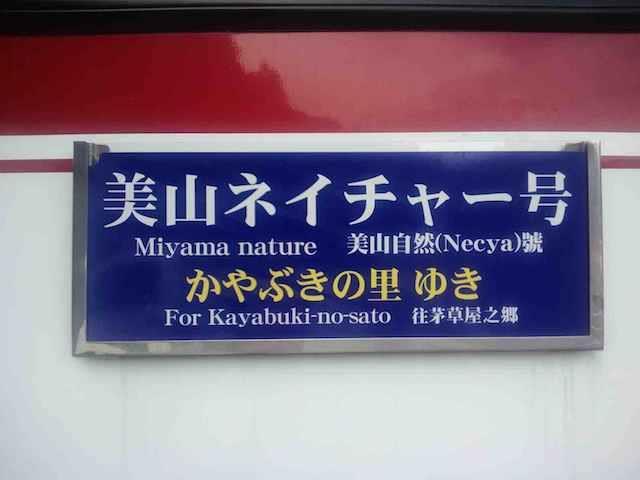 美山ネイチャー号
Miyama nature 美山自然(Necya)號
かやぶきの里 ゆき
For Kayabuki-no-sato 往茅草屋之郷